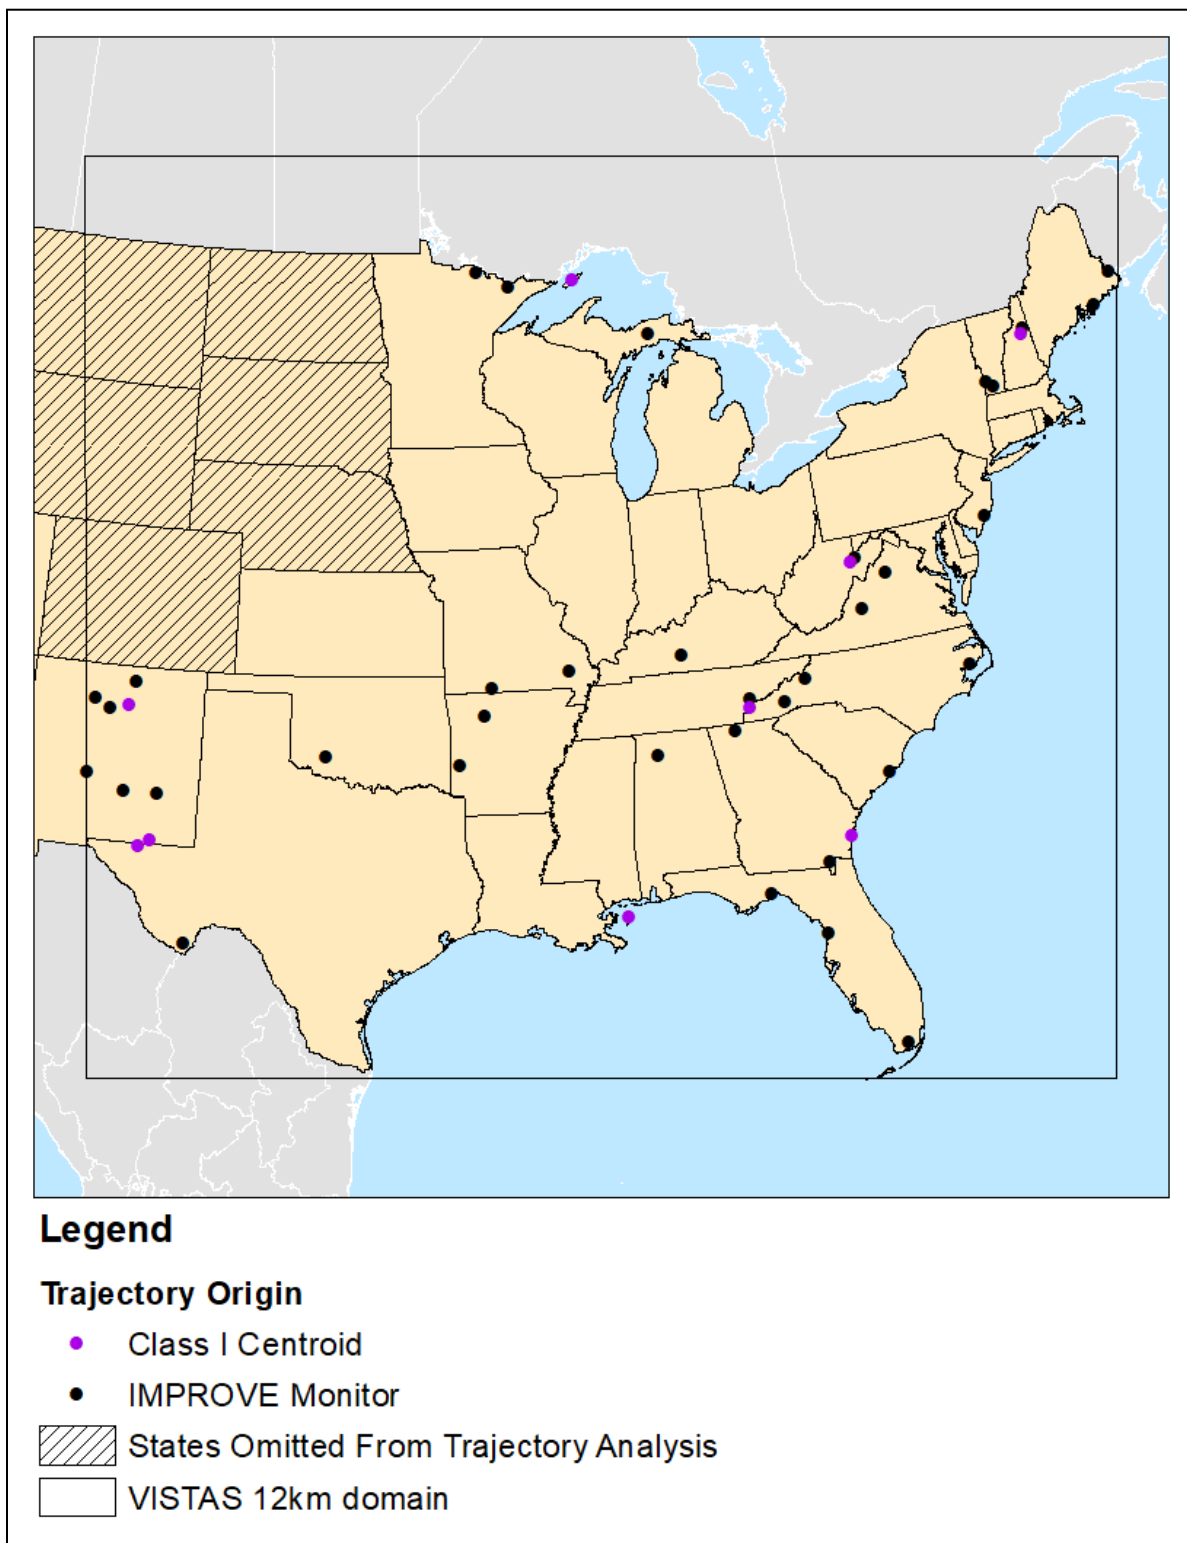 Legend
Trajectory Origin
Class I Centroid
IMPROVE Monitor
States Omitted From Trajectory Analysis
VISTAS 12km domain